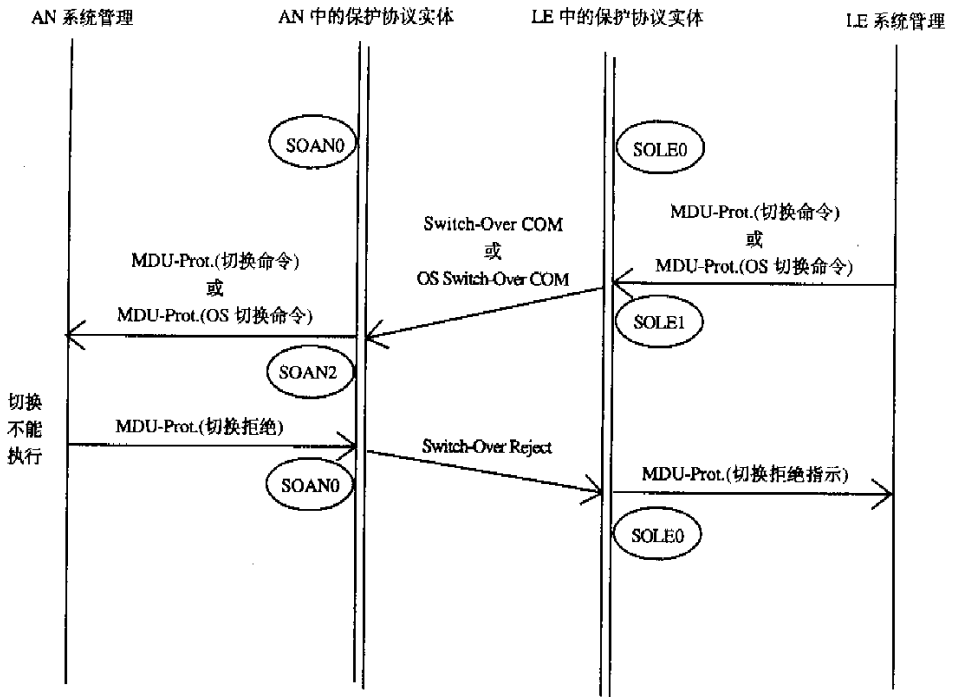 AN 系统管理
AN 中的保护协议实体
LE 中的保护协议实体
LE 系统管理
SOAN0
SOLE0
MDU-Prot.(切换命令)
或
MDU-Prot.(OS 切换命令)
Switch-Over COM
或
OS Switch-Over COM
SOLE1
MDU-Prot.(切换命令)
或
MDU-Prot.(OS 切换命令)
SOAN2
切换
不能
执行
MDU-Prot.(切换拒绝)
Switch-Over Reject
SOAN0
MDU-Prot.(切换拒绝指示)
SOLE0